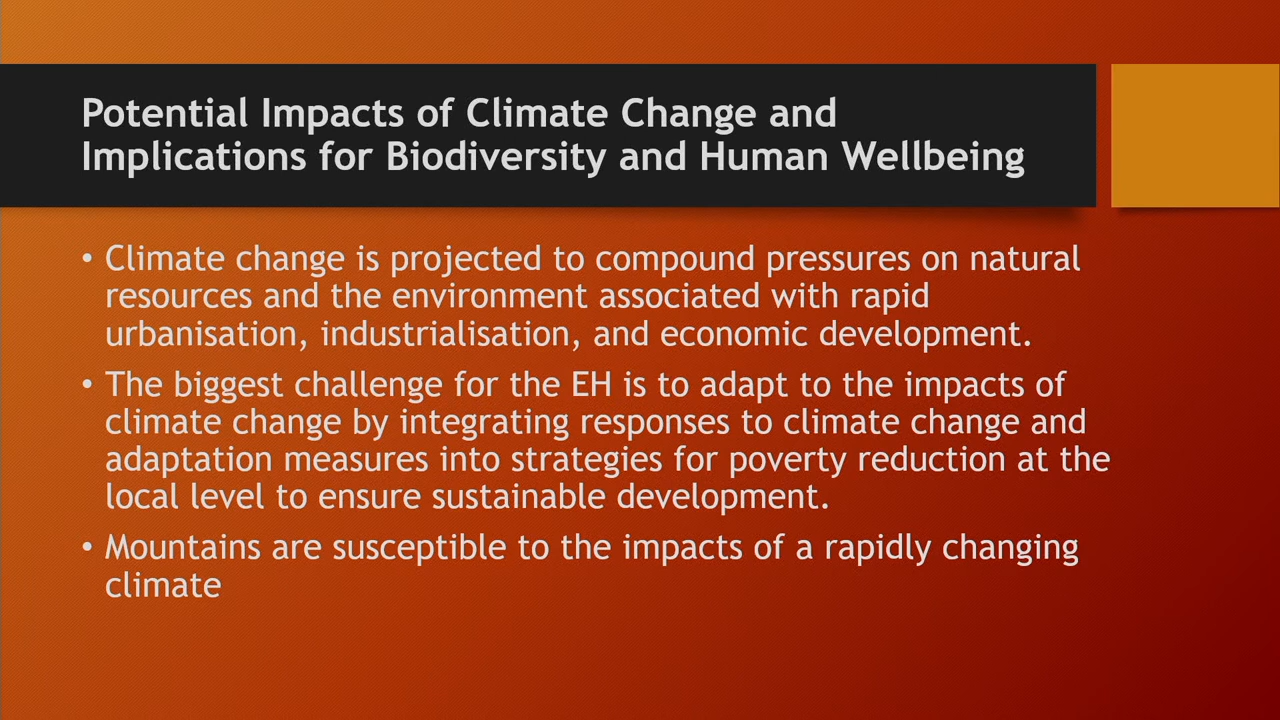 Potential Impacts of Climate Change and
Implications for Biodiversity and Human Wellbeing
• Climate change is projected to compound pressures on natural
resources and the environment associated with rapid
urbanisation, industrialisation, and economic development.
• The biggest challenge for the EH is to adapt to the impacts of
climate change by integrating responses to climate change and
adaptation measures into strategies for poverty reduction at the
local level to ensure sustainable development.
• Mountains are susceptible to the impacts of a rapidly changing
climate